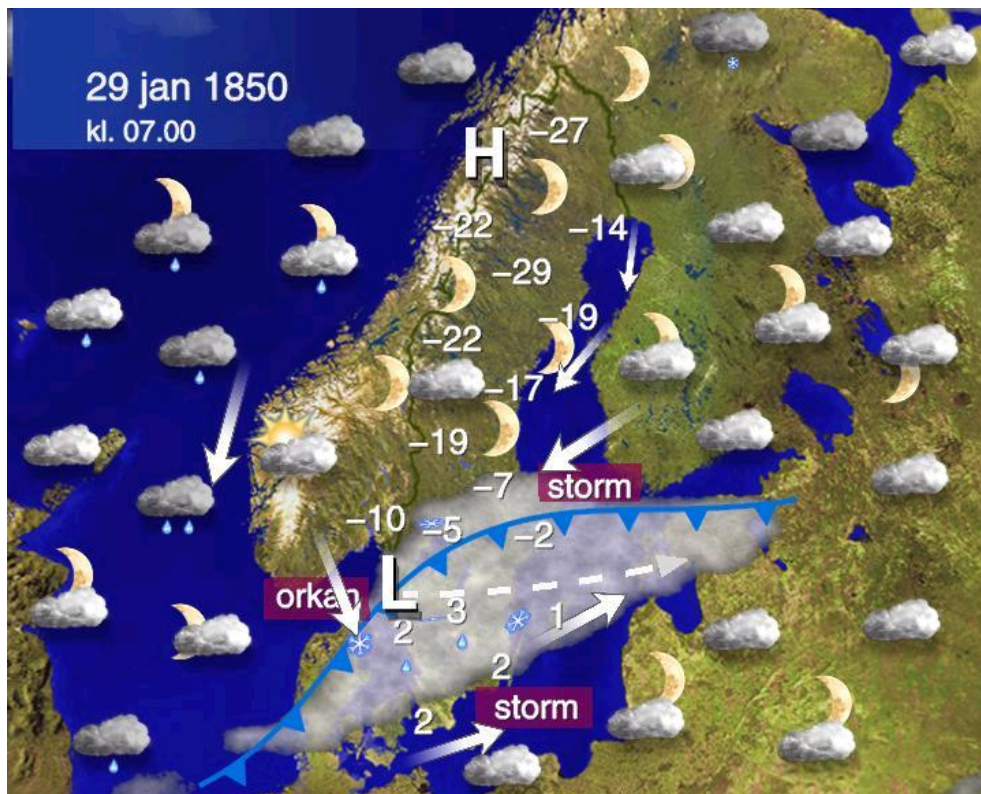 29 jan 1850
kl. 07.00
H
–27
–22
–14
–29
–19
–22
–17
–19
–7
storm
–10
–5
–2
L
orkan
3
2
1
2
storm
2